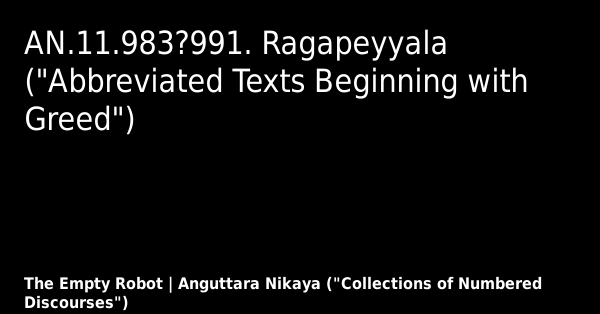 AN.11.983?991. Ragapeyyala
("Abbreviated Texts Beginning with
Greed")
The Empty Robot | Anguttara Nikaya ("Collections of Numbered
Discourses")